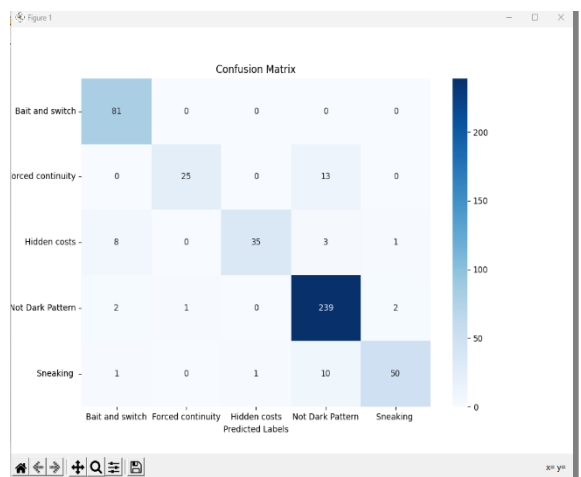 Figure 1
Confusion Matrix
Bait and switch 81 0 0 0 0
orced continuity 0 25 0 13 0
Hidden costs 8 0 35 3 1
Not Dark Pattern 2 1 0 239 2
Sneaking 1 0 1 10 50
200
150
100
50
0
Bait and switch Forced continuity Hidden costs Not Dark Pattern Sneaking
Predicted Labels
x= y=